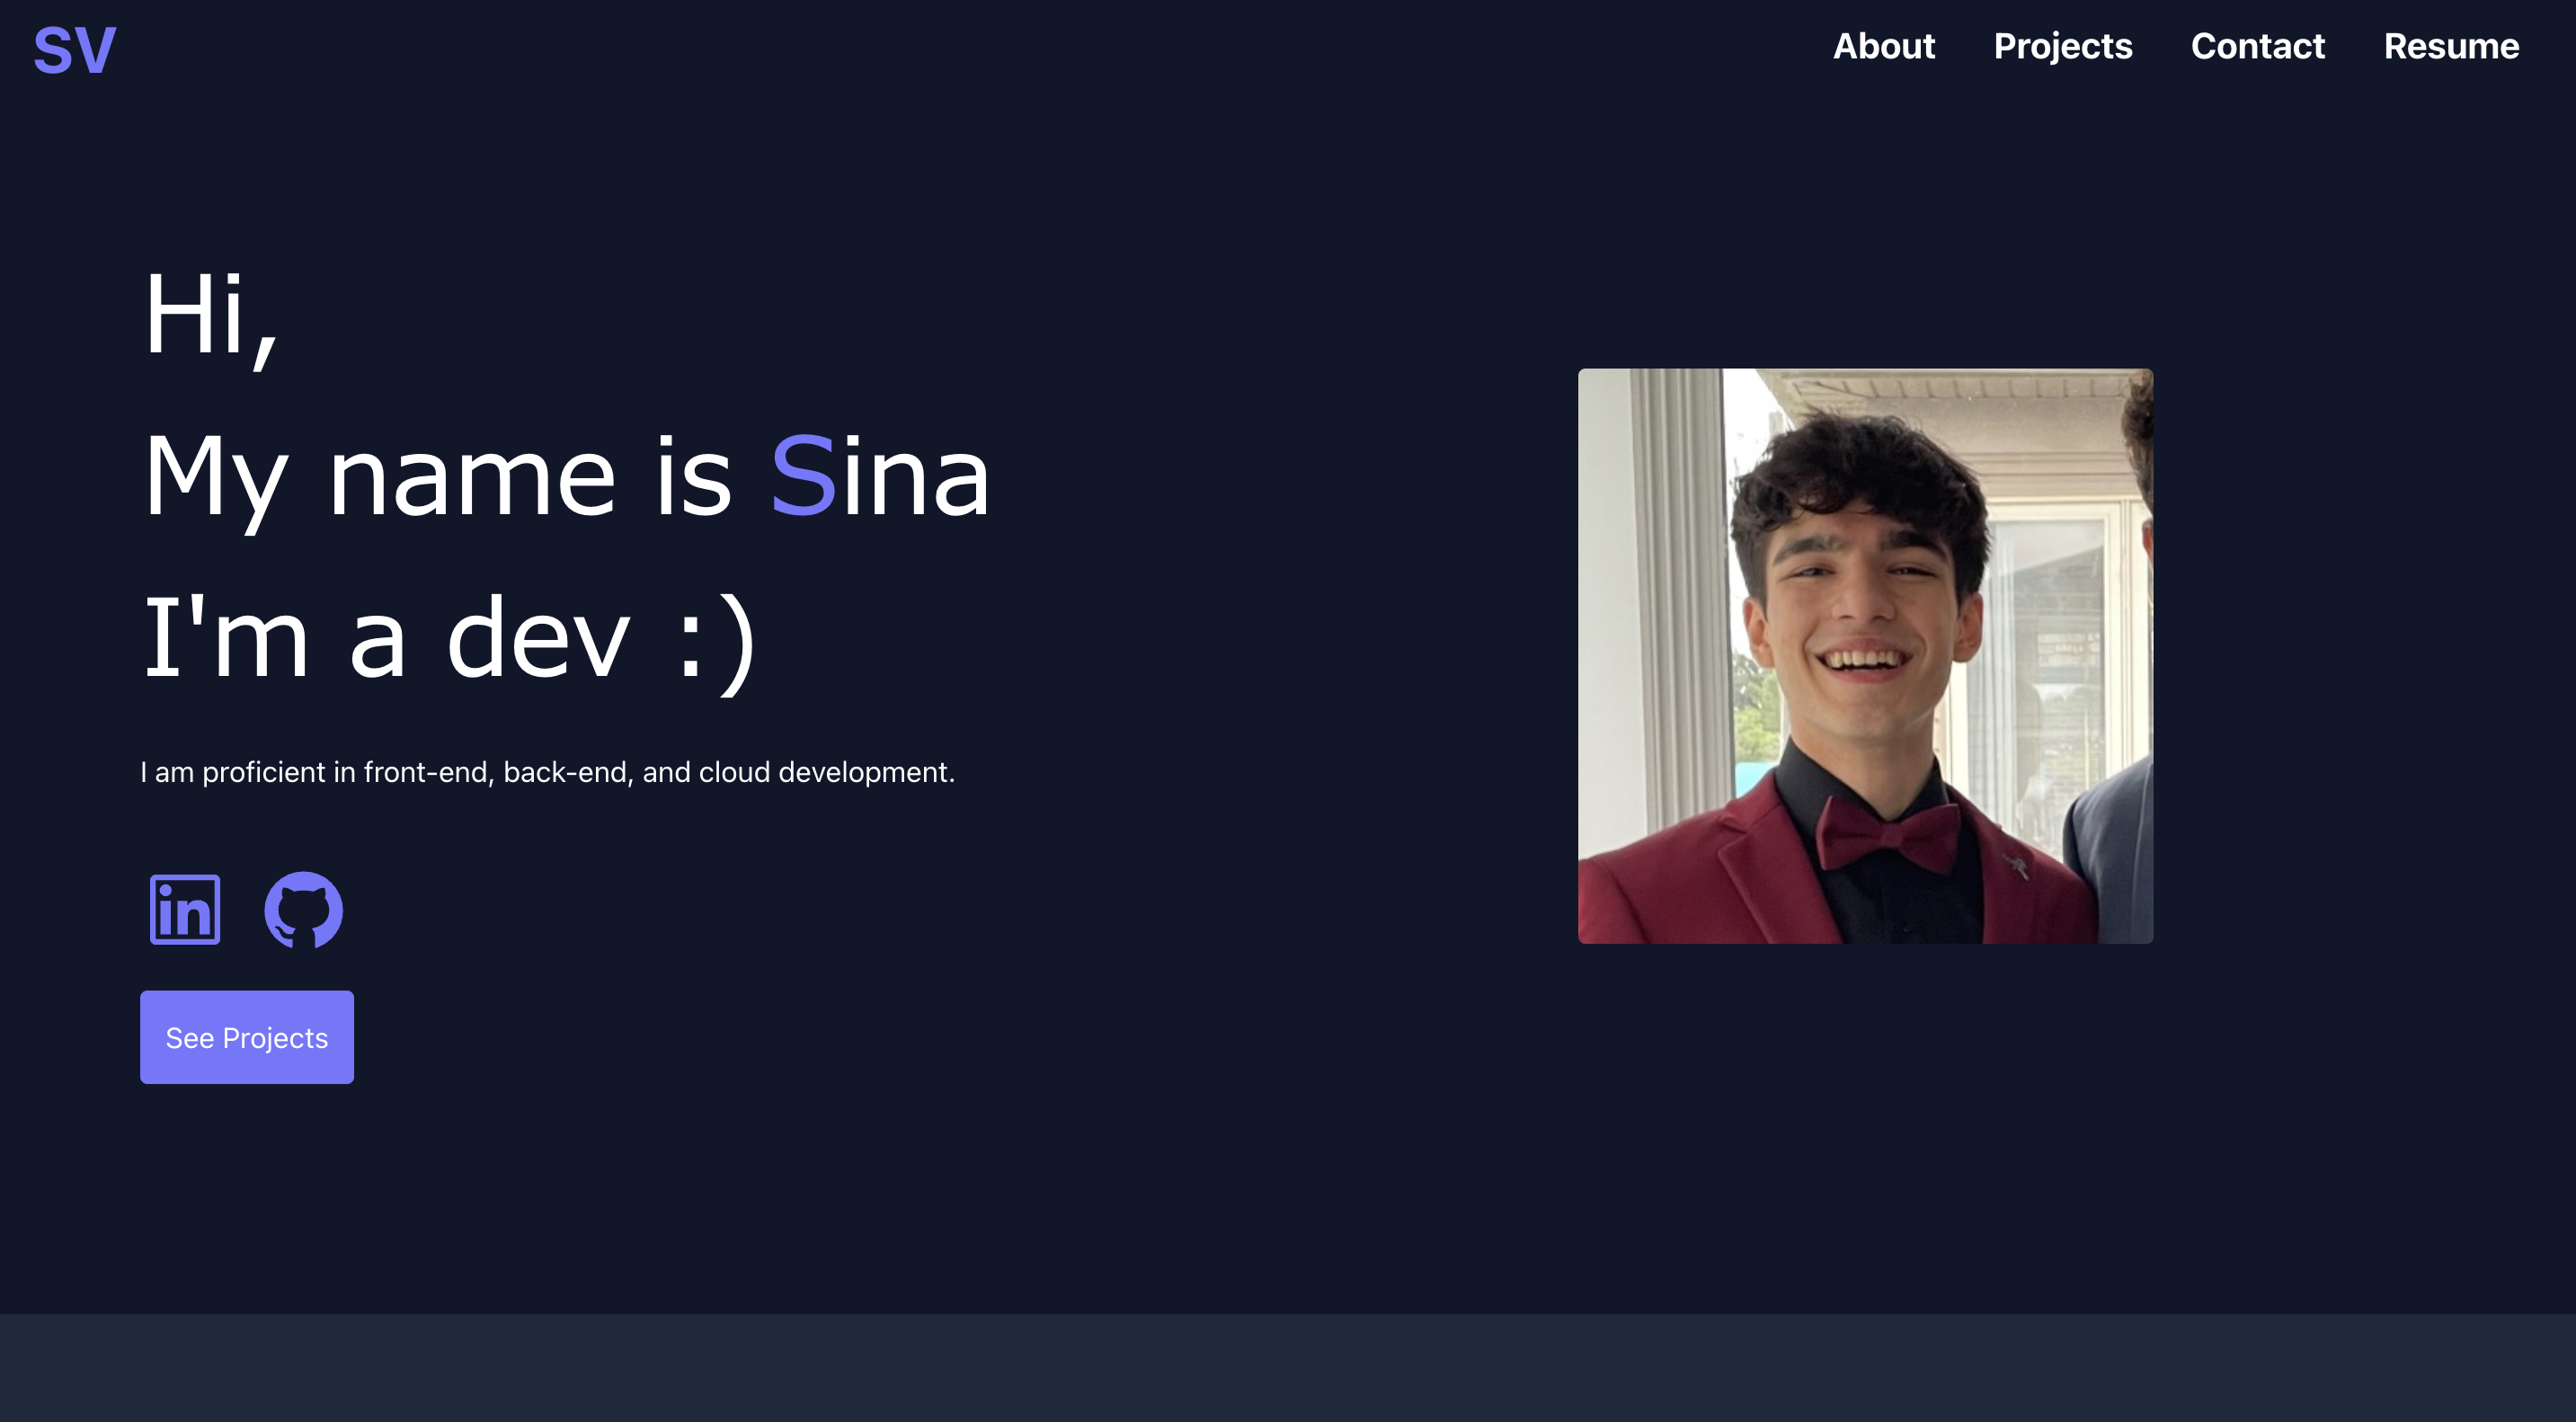 SV
About Projects Contact Resume
Hi,
My name is Sina
I'm a dev :)
I am proficient in front-end, back-end, and cloud development.
in
See Projects